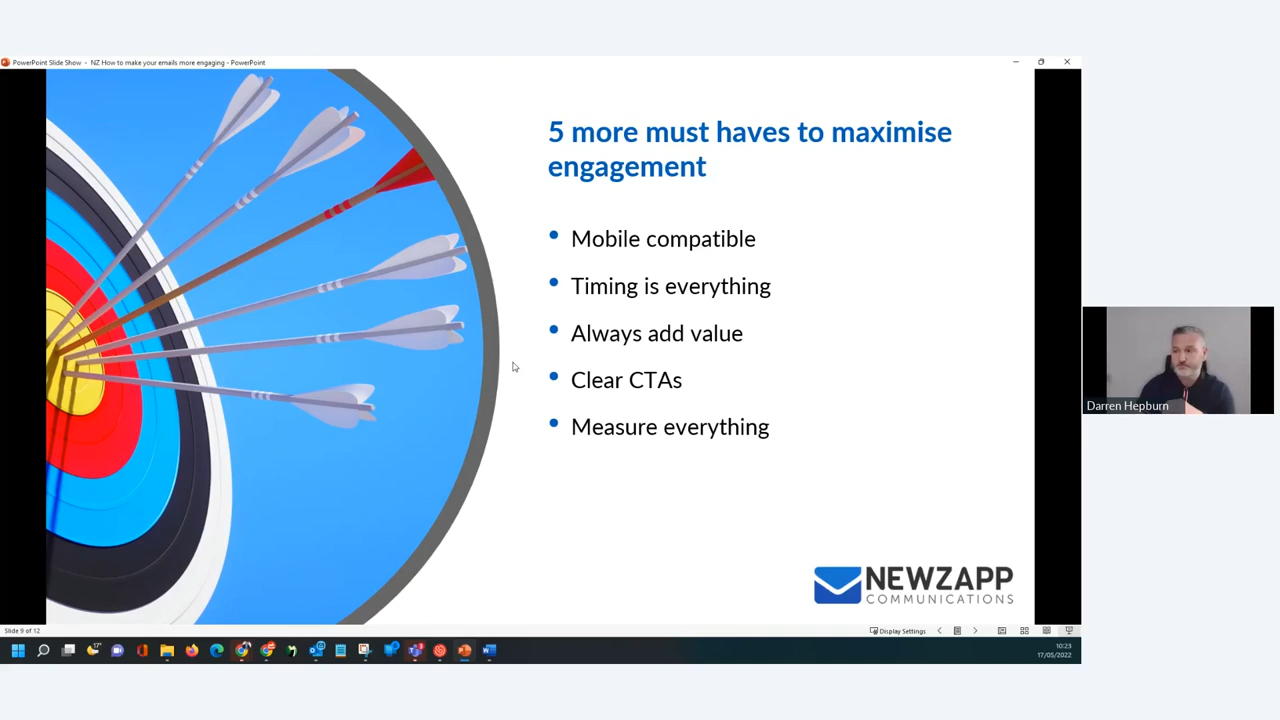 PowerPoint Slide Show - NZ How to make your emails more engaging - PowerPoint
5 more must haves to maximise
engagement
• Mobile compatible
• Timing is everything
• Always add value
• Clear CTAs
• Measure everything
Darren Hepburn
NEWZAPP
COMMUNICATIONS
Slide 9 of 12
Display Settings
10:23
17/05/2022